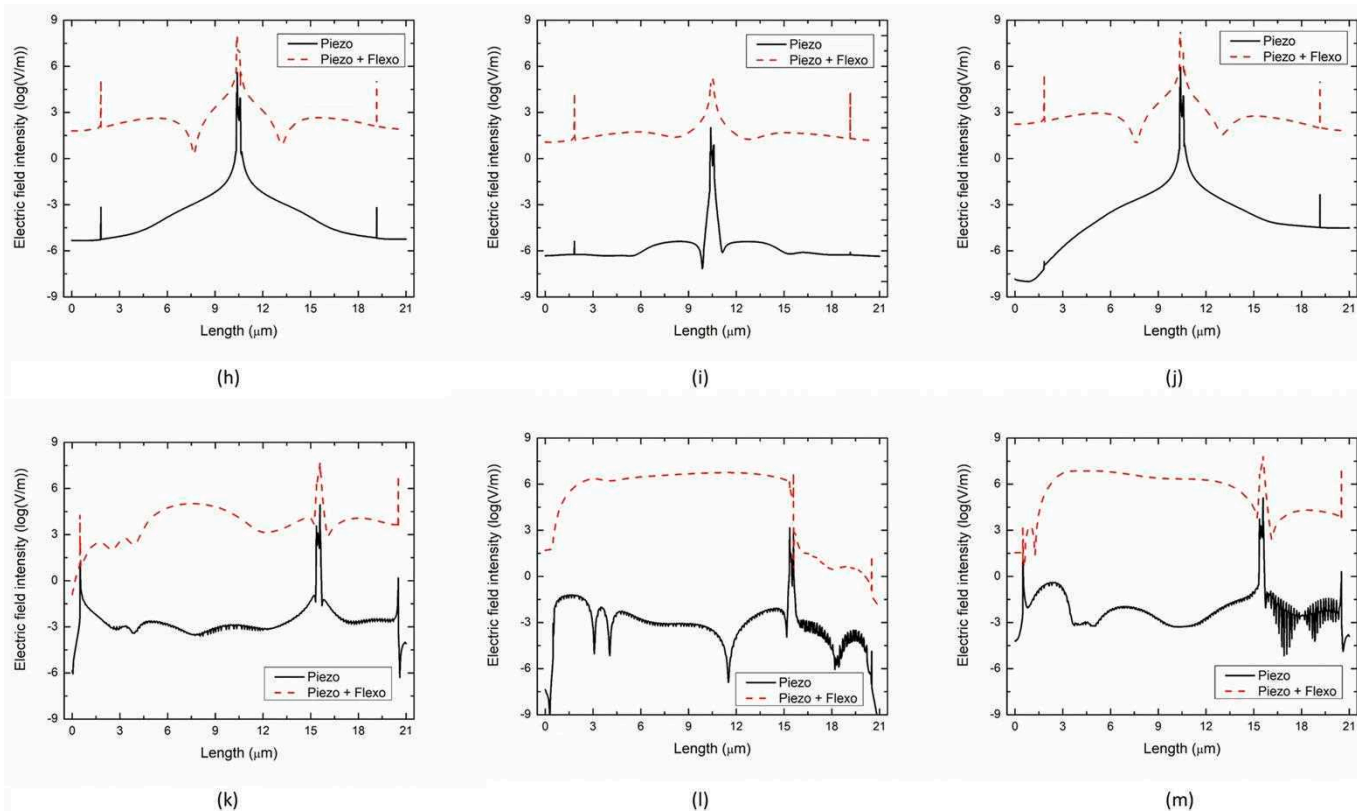 Electric field intensity (log(V/m))
9
6
3
0
-3
-6
-9
Piezo
Piezo + Flexo
0 3 6 9 12 15 18 21
Length (μm)
(h)
Electric field intensity (log(V/m))
9
6
3
0
-3
-6
-9
Piezo
Piezo + Flexo
0 3 6 9 12 15 18 21
Length (μm)
(i)
Electric field intensity (log(V/m))
9
6
3
0
-3
-6
-9
Piezo
Piezo + Flexo
0 3 6 9 12 15 18 21
Length (μm)
(j)
Electric field intensity (log(V/m))
9
6
3
0
-3
-6
-9
Piezo
Piezo + Flexo
0 3 6 9 12 15 18 21
Length (μm)
(k)
Electric field intensity (log(V/m))
9
6
3
0
-3
-6
-9
Piezo
Piezo + Flexo
0 3 6 9 12 15 18 21
Length (μm)
(l)
Electric field intensity (log(V/m))
9
6
3
0
-3
-6
-9
Piezo
Piezo + Flexo
0 3 6 9 12 15 18 21
Length (μm)
(m)